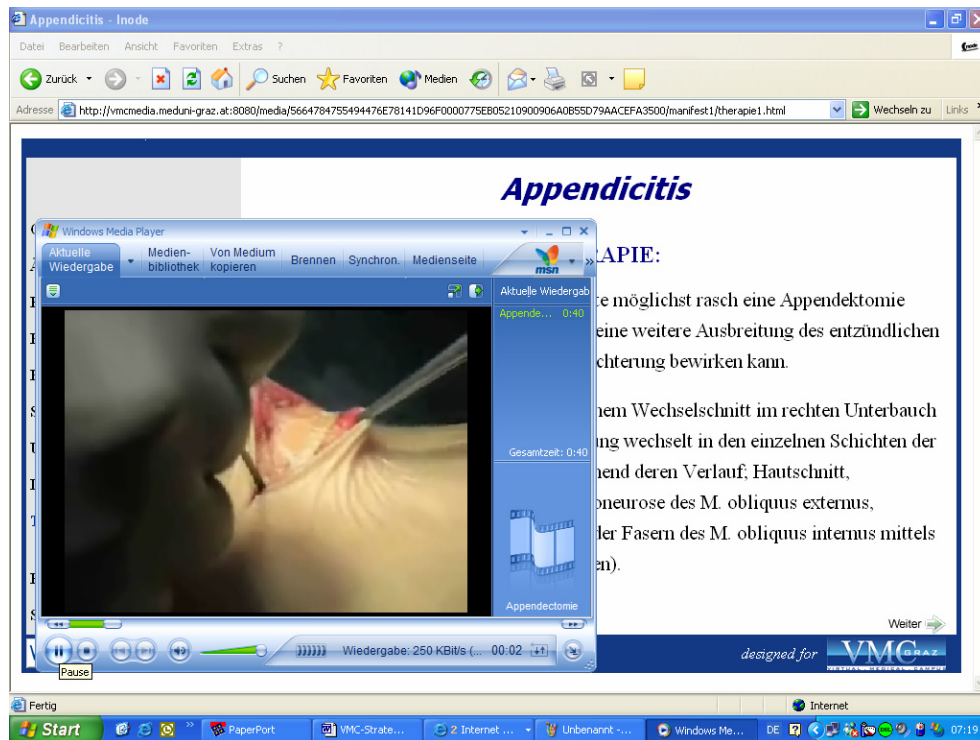 Appendicitis - Inode
Datei Bearbeiten Ansicht Favoriten Extras ?
Zurück Suchen Favoriten Medien
Adresse http://vmcmedia.meduni-graz.at:8080/media/5664784755494476E78141D96F0000775EB05210900906A0B55D79AACEFA3500/manifest1/therapie1.html Wechseln zu Links
Appendicitis
Windows Media Player
Aktuelle Wiedergabe
Medien-bibliothek
Von Medium kopieren
Brennen Synchron. Medienseite
msn
Aktuelle Wiedergab
Appende... 0:40
Gesamtzeit: 0:40
Appendectomie
Wiedergabe: 250 KBit/s (... 00:02
Pause
APIE:
te möglichst rasch eine Appendektomie
eine weitere Ausbreitung des entzündlichen
chterung bewirken kann.
nem Wechselschnitt im rechten Unterbauch
ng wechselt in den einzelnen Schichten der
hend deren Verlauf; Hautschnitt,
oneurose des M. obliquus externus,
der Fasern des M. obliquus internus mittels
en).
Weiter
designed for VMC GRAZ
VIRTUAL MEDICAL CAMPUS
Fertig Internet
Start PaperPort VMC-Strate... 2 Internet ... Unbenannt -... Windows Me... DE 07:19